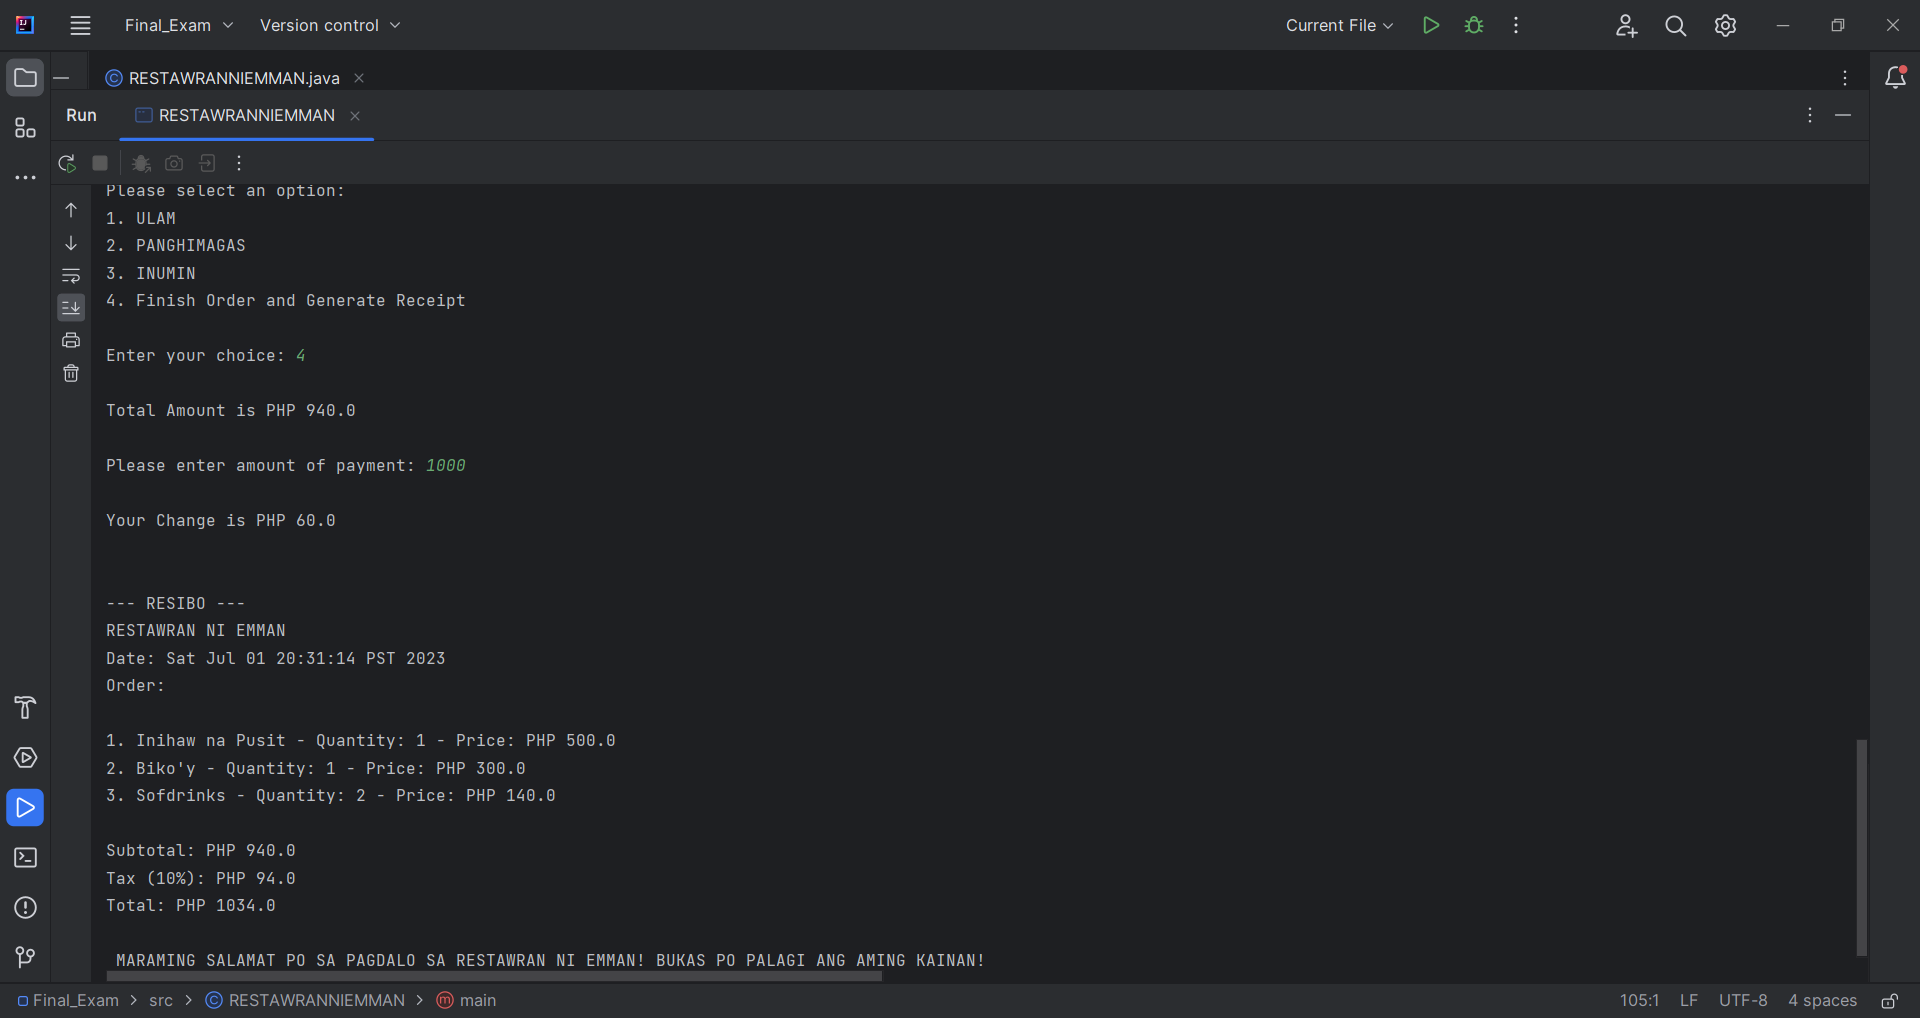 Final_Exam Version control Current File
RESTAWRANNIEMMAN.java
Run RESTAWRANNIEMMAN
Please select an option:
1. ULAM
2. PANGHIMAGAS
3. INUMIN
4. Finish Order and Generate Receipt
Enter your choice: 4
Total Amount is PHP 940.0
Please enter amount of payment: 1000
Your Change is PHP 60.0
--- RESIBO ---
RESTAWRAN NI EMMAN
Date: Sat Jul 01 20:31:14 PST 2023
Order:
1. Inihaw na Pusit - Quantity: 1 - Price: PHP 500.0
2. Biko'y - Quantity: 1 - Price: PHP 300.0
3. Sofdrinks - Quantity: 2 - Price: PHP 140.0
Subtotal: PHP 940.0
Tax (10%): PHP 94.0
Total: PHP 1034.0
MARAMING SALAMAT PO SA PAGDALO SA RESTAWRAN NI EMMAN! BUKAS PO PALAGI ANG AMING KAINAN!
Final_Exam > src > RESTAWRANNIEMMAN > main 105:1 LF UTF-8 4 spaces